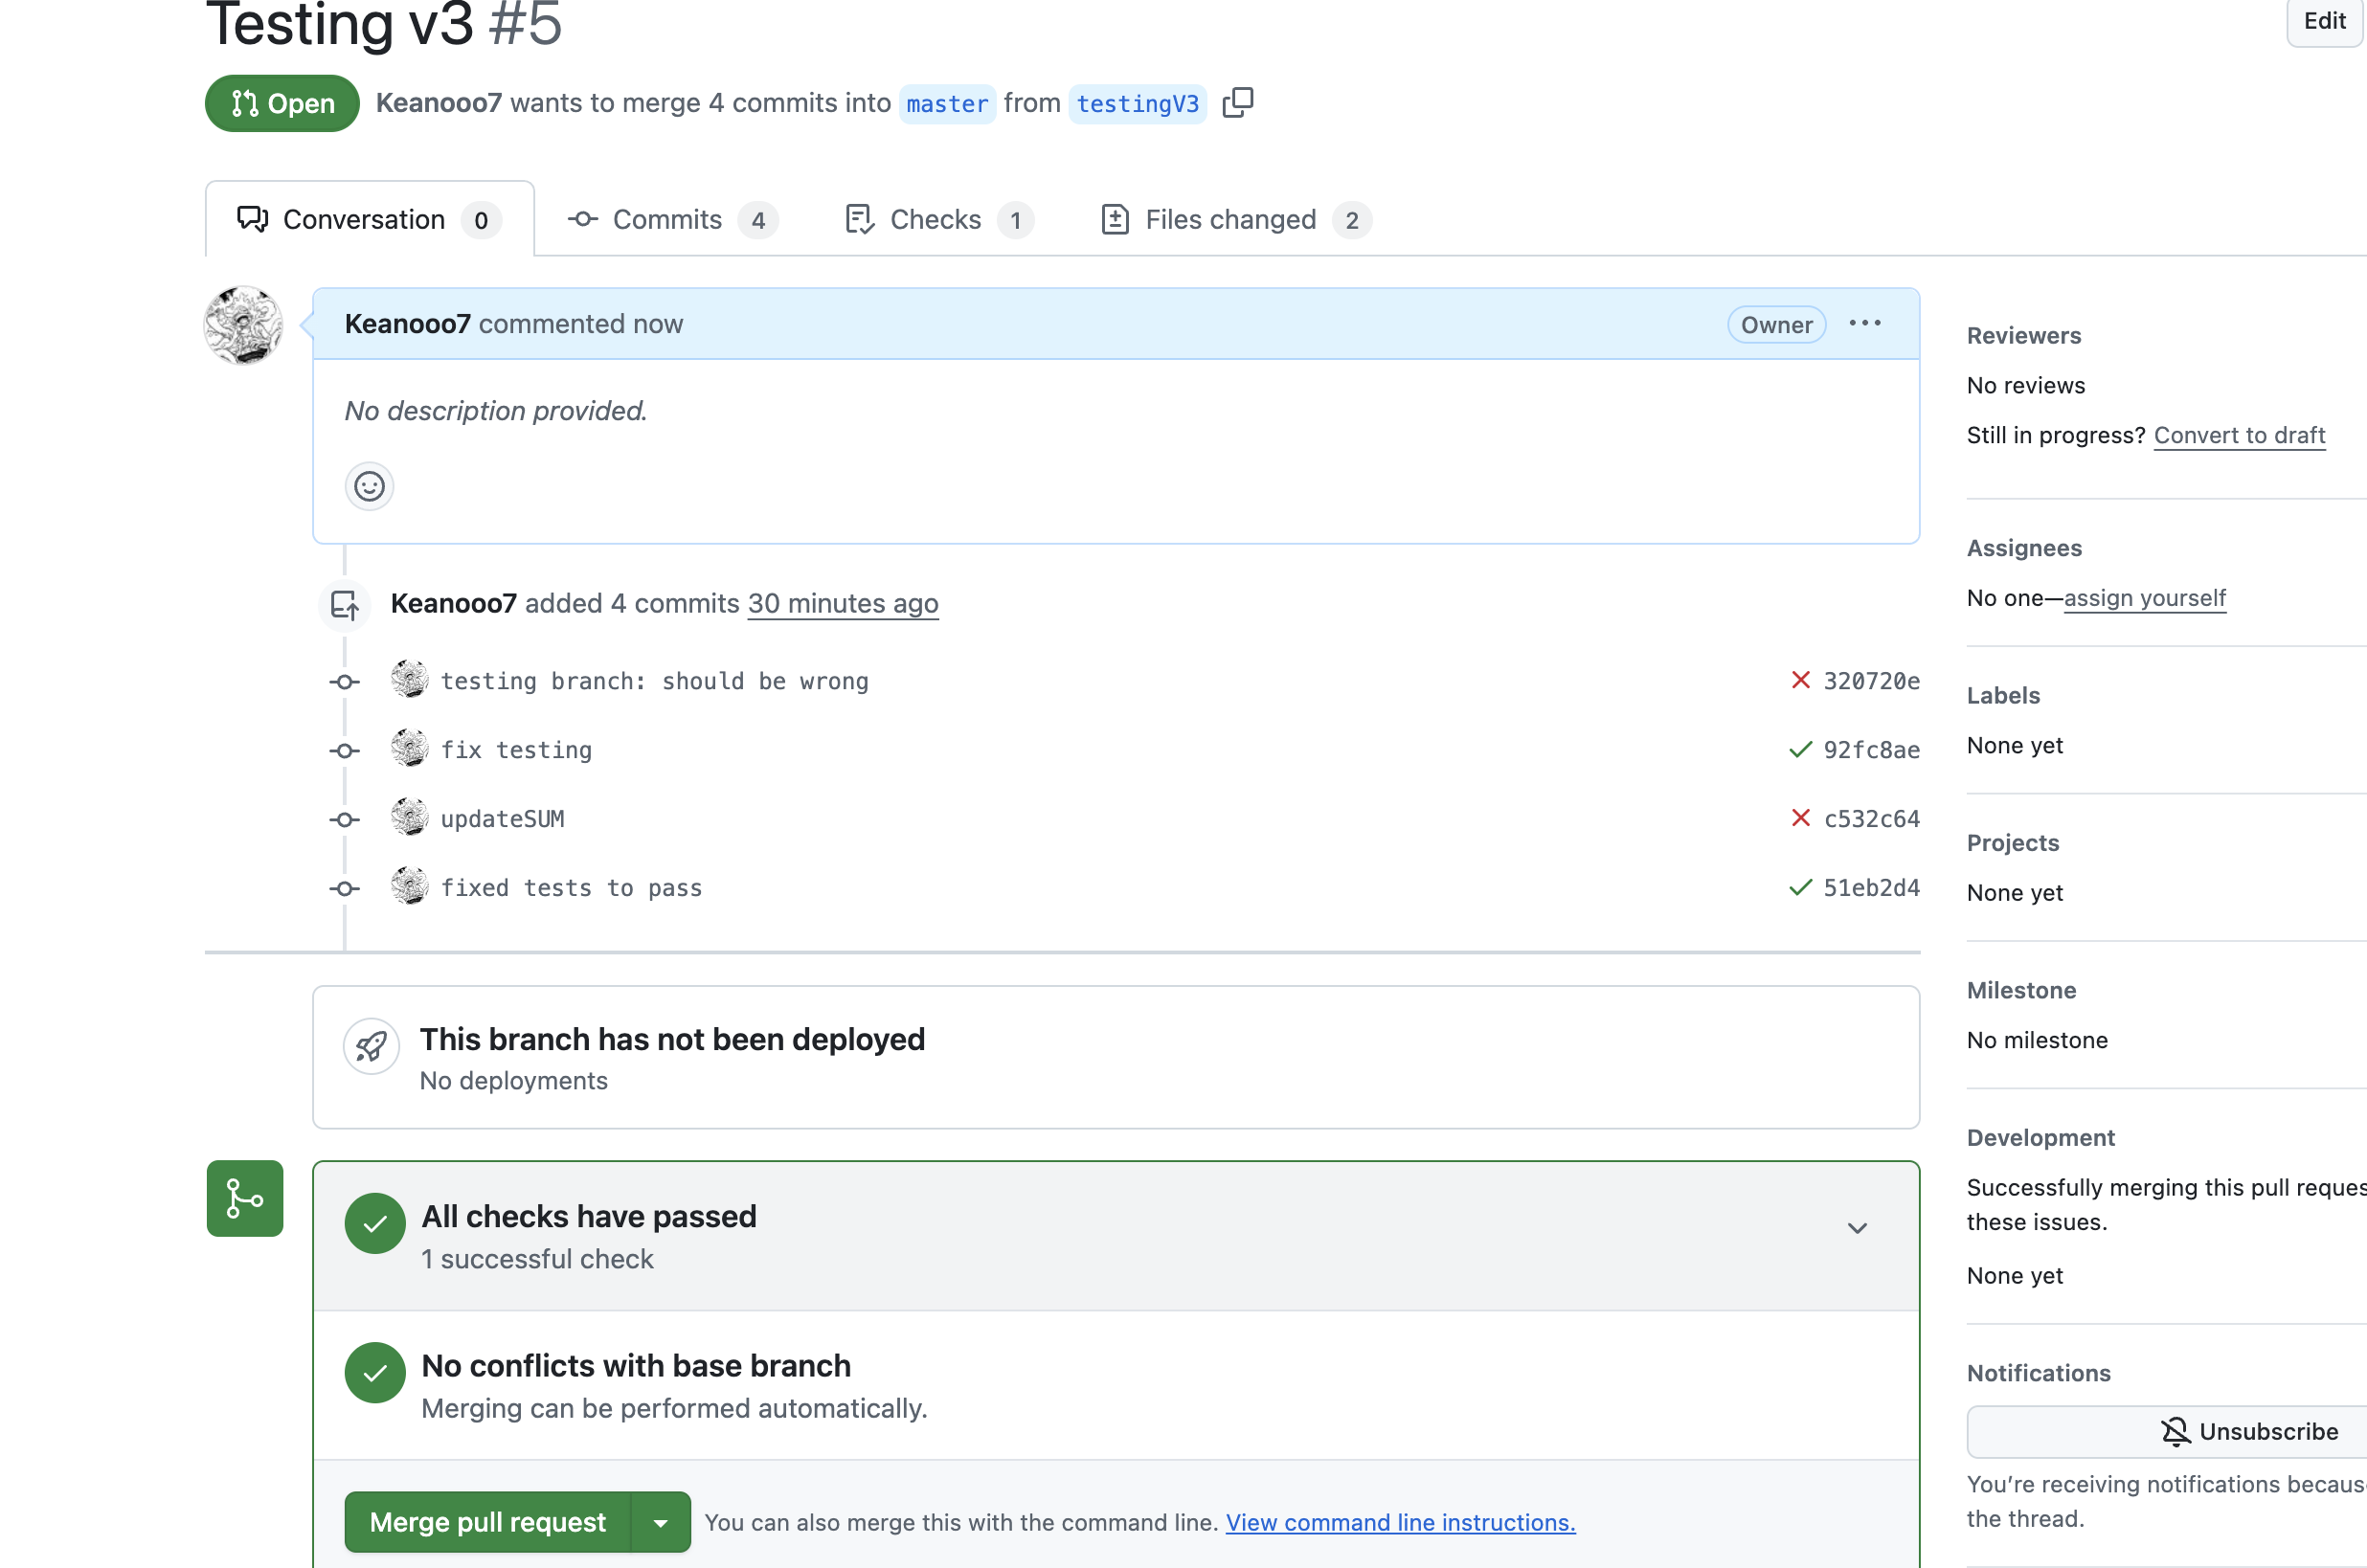 Testing v3 #5
Edit
Open
Keanooo7 wants to merge 4 commits into master from testingV3
Conversation 0
Commits 4
Checks 1
Files changed 2
Keanooo7 commented now
Owner
No description provided.
Keanooo7 added 4 commits 30 minutes ago
testing branch: should be wrong 320720e
fix testing 92fc8ae
updateSUM c532c64
fixed tests to pass 51eb2d4
This branch has not been deployed
No deployments
All checks have passed
1 successful check
No conflicts with base branch
Merging can be performed automatically.
Merge pull request
You can also merge this with the command line. View command line instructions.
Reviewers
No reviews
Still in progress? Convert to draft
Assignees
No one—assign yourself
Labels
None yet
Projects
None yet
Milestone
No milestone
Development
Successfully merging this pull
these issues.
None yet
Notifications
Unsubscribe
You’re receiving notifications
the thread.